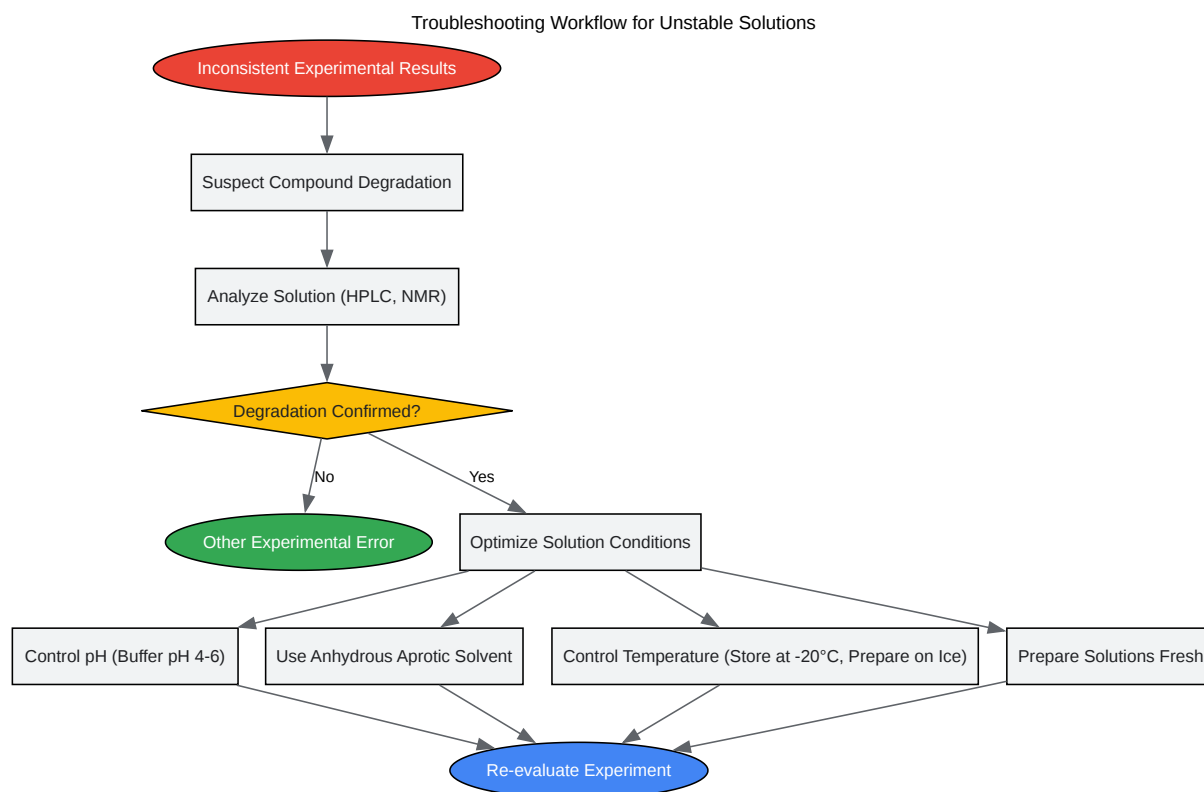 Troubleshooting Workflow for Unstable Solutions
Inconsistent Experimental Results
Suspect Compound Degradation
Analyze Solution (HPLC, NMR)
Degradation Confirmed?
No
Yes
Other Experimental Error
Optimize Solution Conditions
Control pH (Buffer pH 4-6)
Use Anhydrous Aprotic Solvent
Control Temperature (Store at -20°C, Prepare on Ice)
Prepare Solutions Fresh
Re-evaluate Experiment